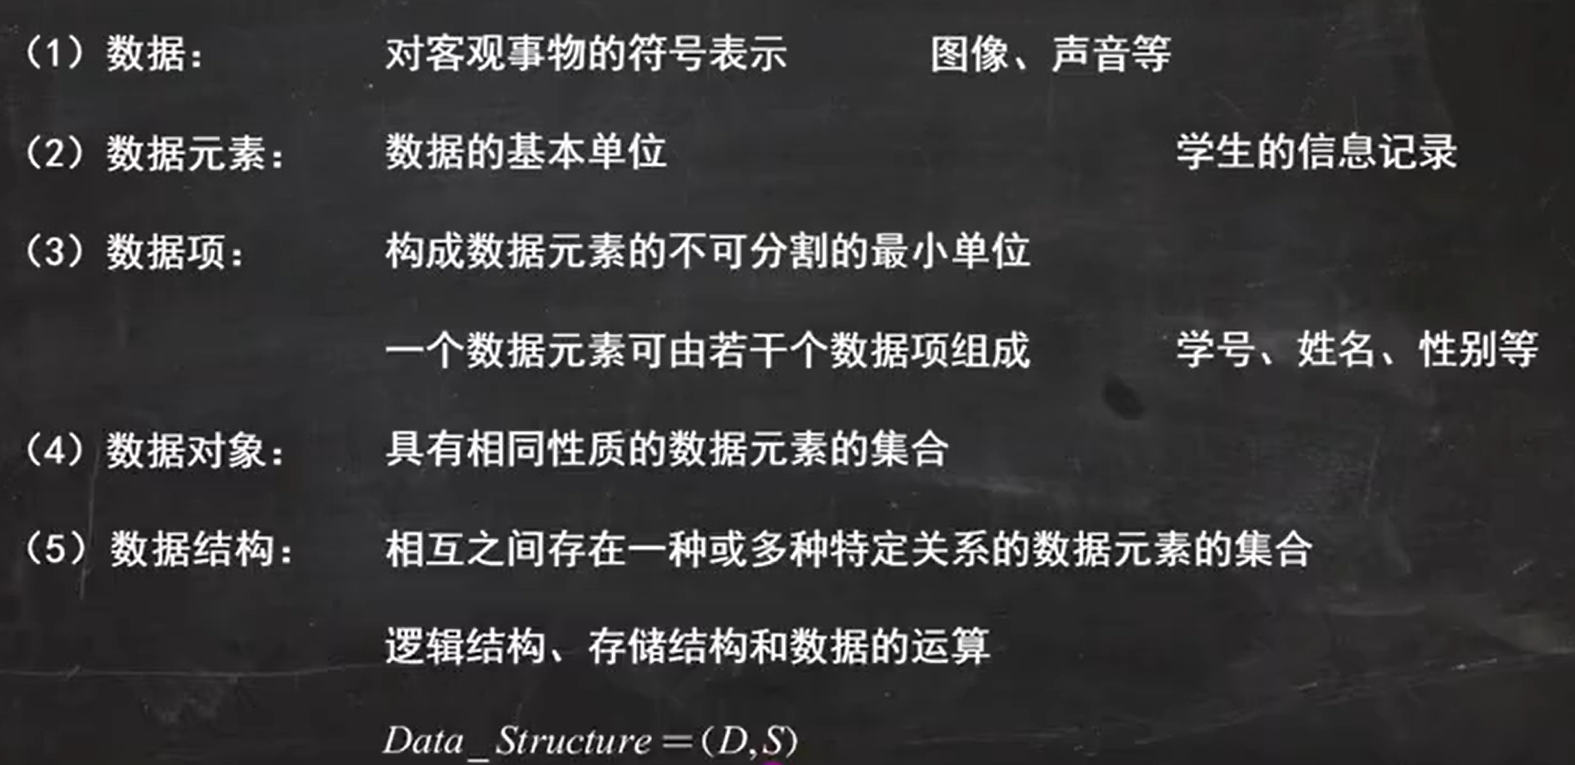 （1）数据： 对客观事物的符号表示 图像、声音等
（2）数据元素： 数据的基本单位 学生的信息记录
（3）数据项： 构成数据元素的不可分割的最小单位
一个数据元素可由若干个数据项组成 学号、姓名、性别等
（4）数据对象： 具有相同性质的数据元素的集合
（5）数据结构： 相互之间存在一种或多种特定关系的数据元素的集合
逻辑结构、存储结构和数据的运算
Data_Structure=(D,S)